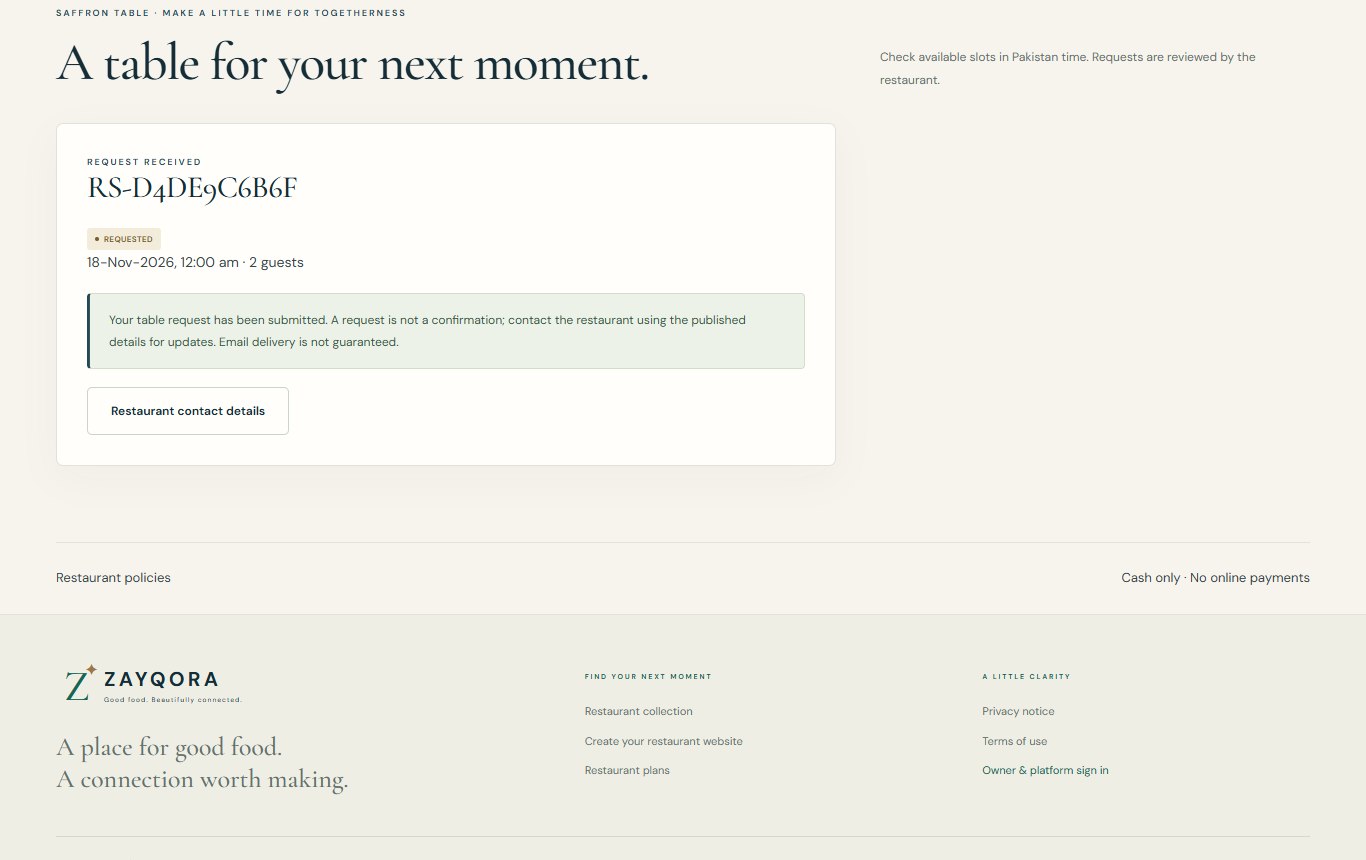 SAFFRON TABLE · MAKE A LITTLE TIME FOR TOGETHERNESS
A table for your next moment.
Check available slots in Pakistan time. Requests are reviewed by the
restaurant.
REQUEST RECEIVED
RS-D4DE9C6B6F
REQUESTED
18-Nov-2026, 12:00 am · 2 guests
Your table request has been submitted. A request is not a confirmation; contact the restaurant using the published
details for updates. Email delivery is not guaranteed.
Restaurant contact details
Restaurant policies
Cash only · No online payments
Z ZAYQORA
Good food. Beautifully connected.
A place for good food.
A connection worth making.
FIND YOUR NEXT MOMENT
Restaurant collection
Create your restaurant website
Restaurant plans
A LITTLE CLARITY
Privacy notice
Terms of use
Owner & platform sign in